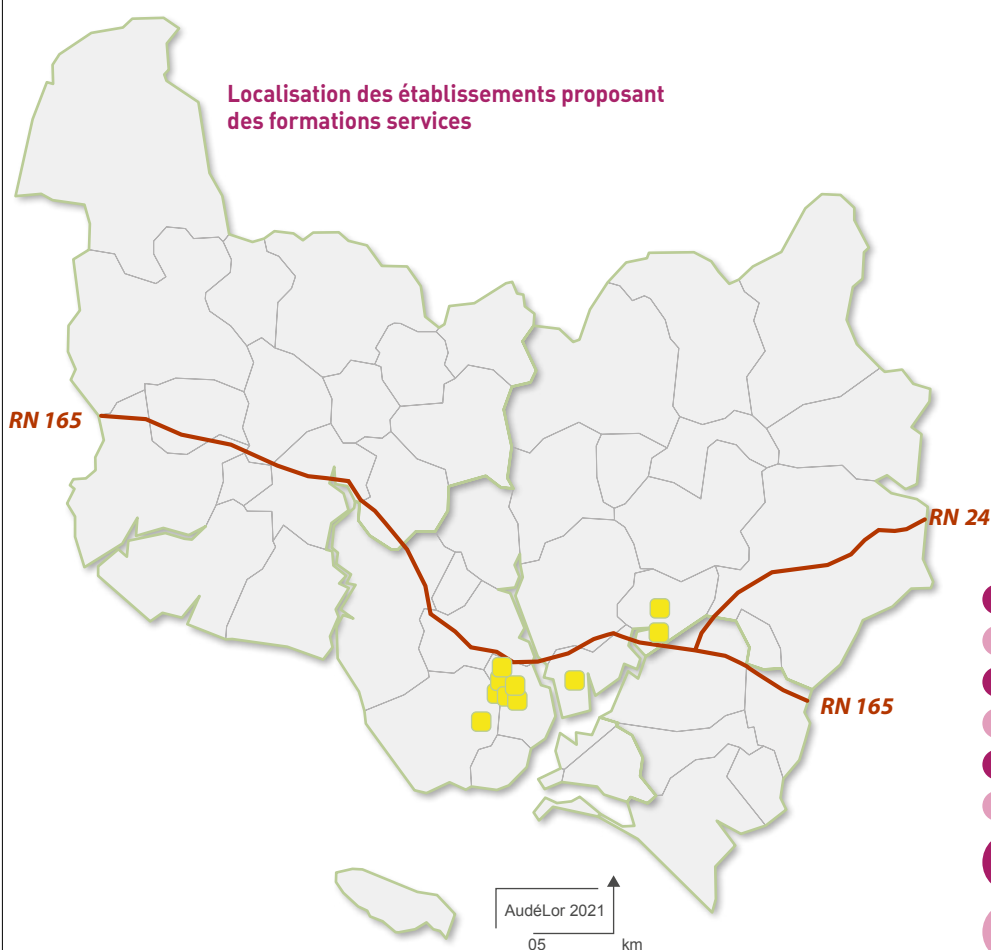 Localisation des établissements proposant
des formations services
RN 165
RN 24
RN 165
AudéLor 2021
05 km